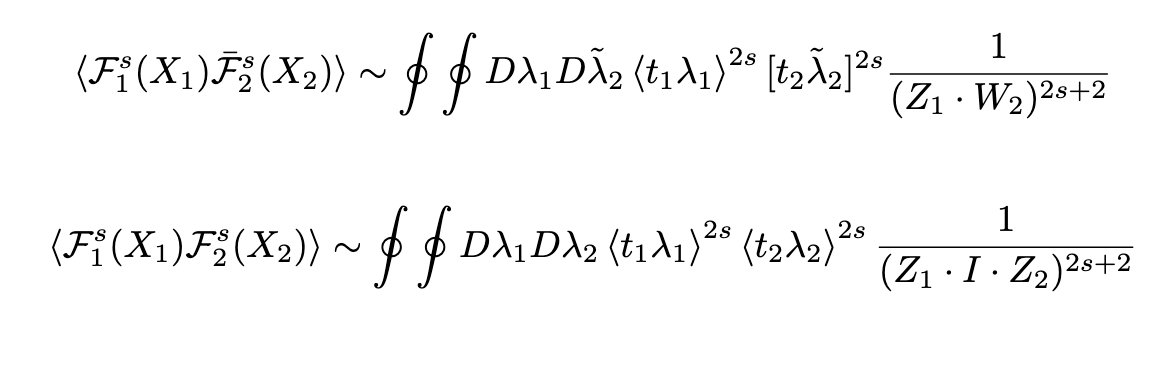 ⟨ℱ₁ˢ(X₁)ℱ̄₂ˢ(X₂)⟩ ∼ ∮ ∮ Dλ₁Dλ̃₂ ⟨t₁λ₁⟩²ˢ [t₂λ̃₂]²ˢ 1/(Z₁ · W₂)²ˢ⁺²
⟨ℱ₁ˢ(X₁)ℱ₂ˢ(X₂)⟩ ∼ ∮ ∮ Dλ₁Dλ₂ ⟨t₁λ₁⟩²ˢ ⟨t₂λ₂⟩²ˢ 1/(Z₁ · I · Z₂)²ˢ⁺²